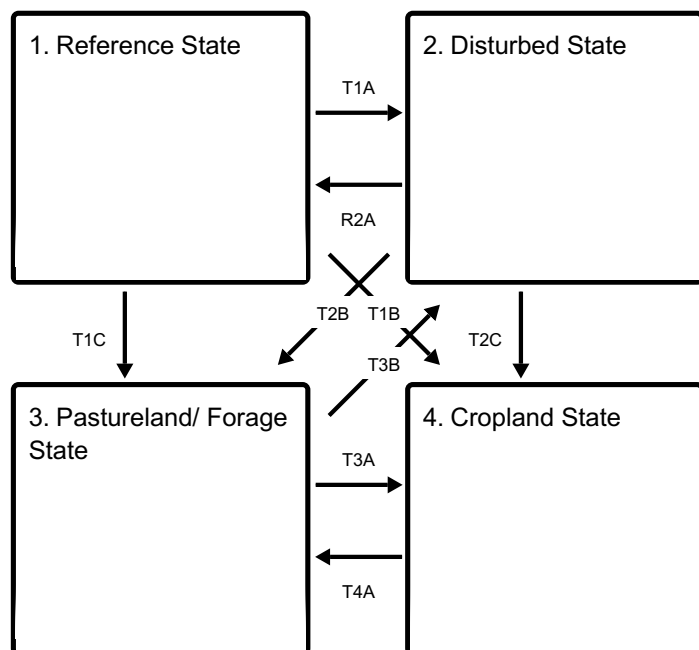 1. Reference State
2. Disturbed State
T1A
R2A
T2B
T1B
T1C
T2C
T3B
3. Pastureland/ Forage
State
4. Cropland State
T3A
T4A